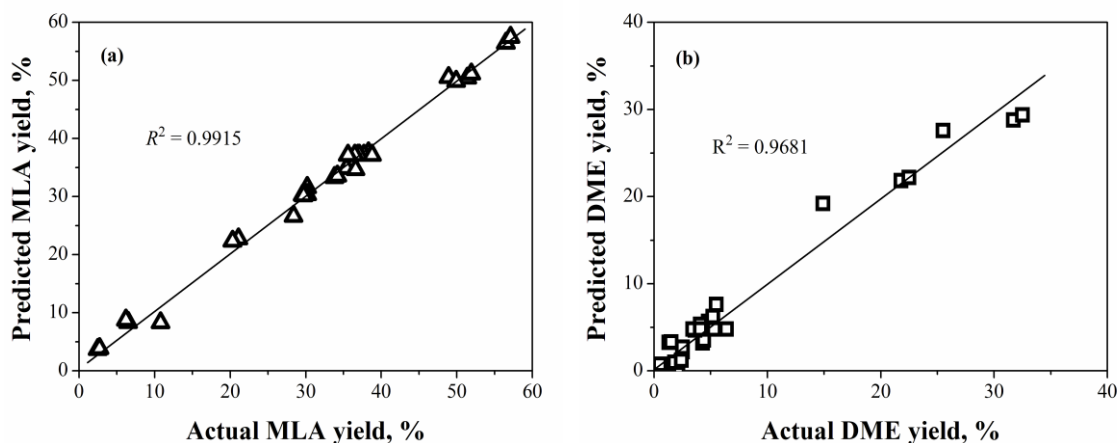 (a)
R² = 0.9915
Predicted MLA yield, %
60
50
40
30
20
10
0
0 10 20 30 40 50 60
Actual MLA yield, %
(b)
R² = 0.9681
Predicted DME yield, %
40
30
20
10
0
0 10 20 30 40
Actual DME yield, %